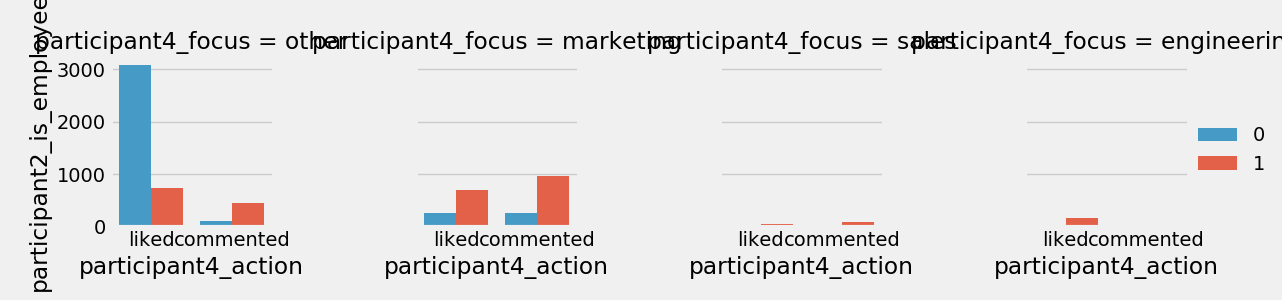 participant4_focus = other
participant4_focus = marketing
participant4_focus = sales
participant4_focus = engineerin
participant2_is_employee
3000
2000
1000
0
liked commented
liked commented
liked commented
liked commented
participant4_action
participant4_action
participant4_action
participant4_action
0
1